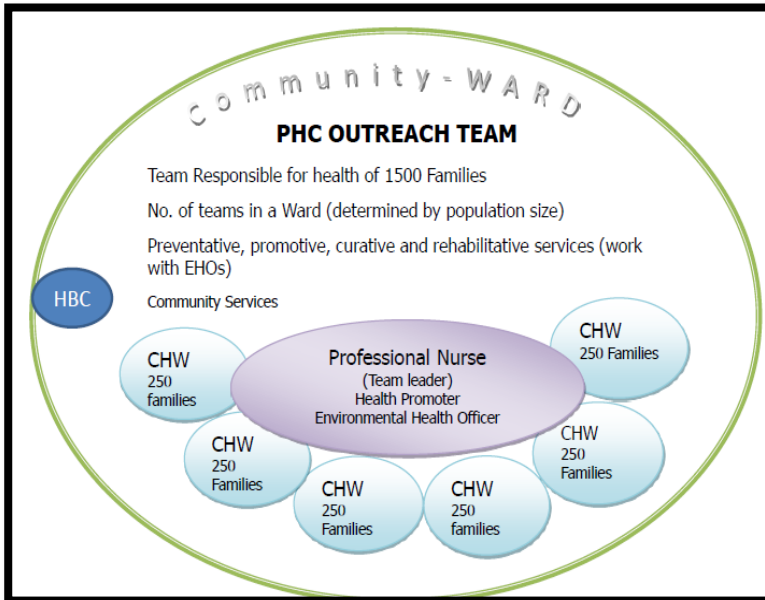 Community-WARD
PHC OUTREACH TEAM
Team Responsible for health of 1500 Families
No. of teams in a Ward (determined by population size)
Preventative, promotive, curative and rehabilitative services (work
with EHOs)
HBC
Community Services
CHW
250
families
Professional Nurse
(Team leader)
Health Promoter
Environmental Health Officer
CHW
250 Families
CHW
250
Families
CHW
250
Families
CHW
250
families
CHW
250
Families